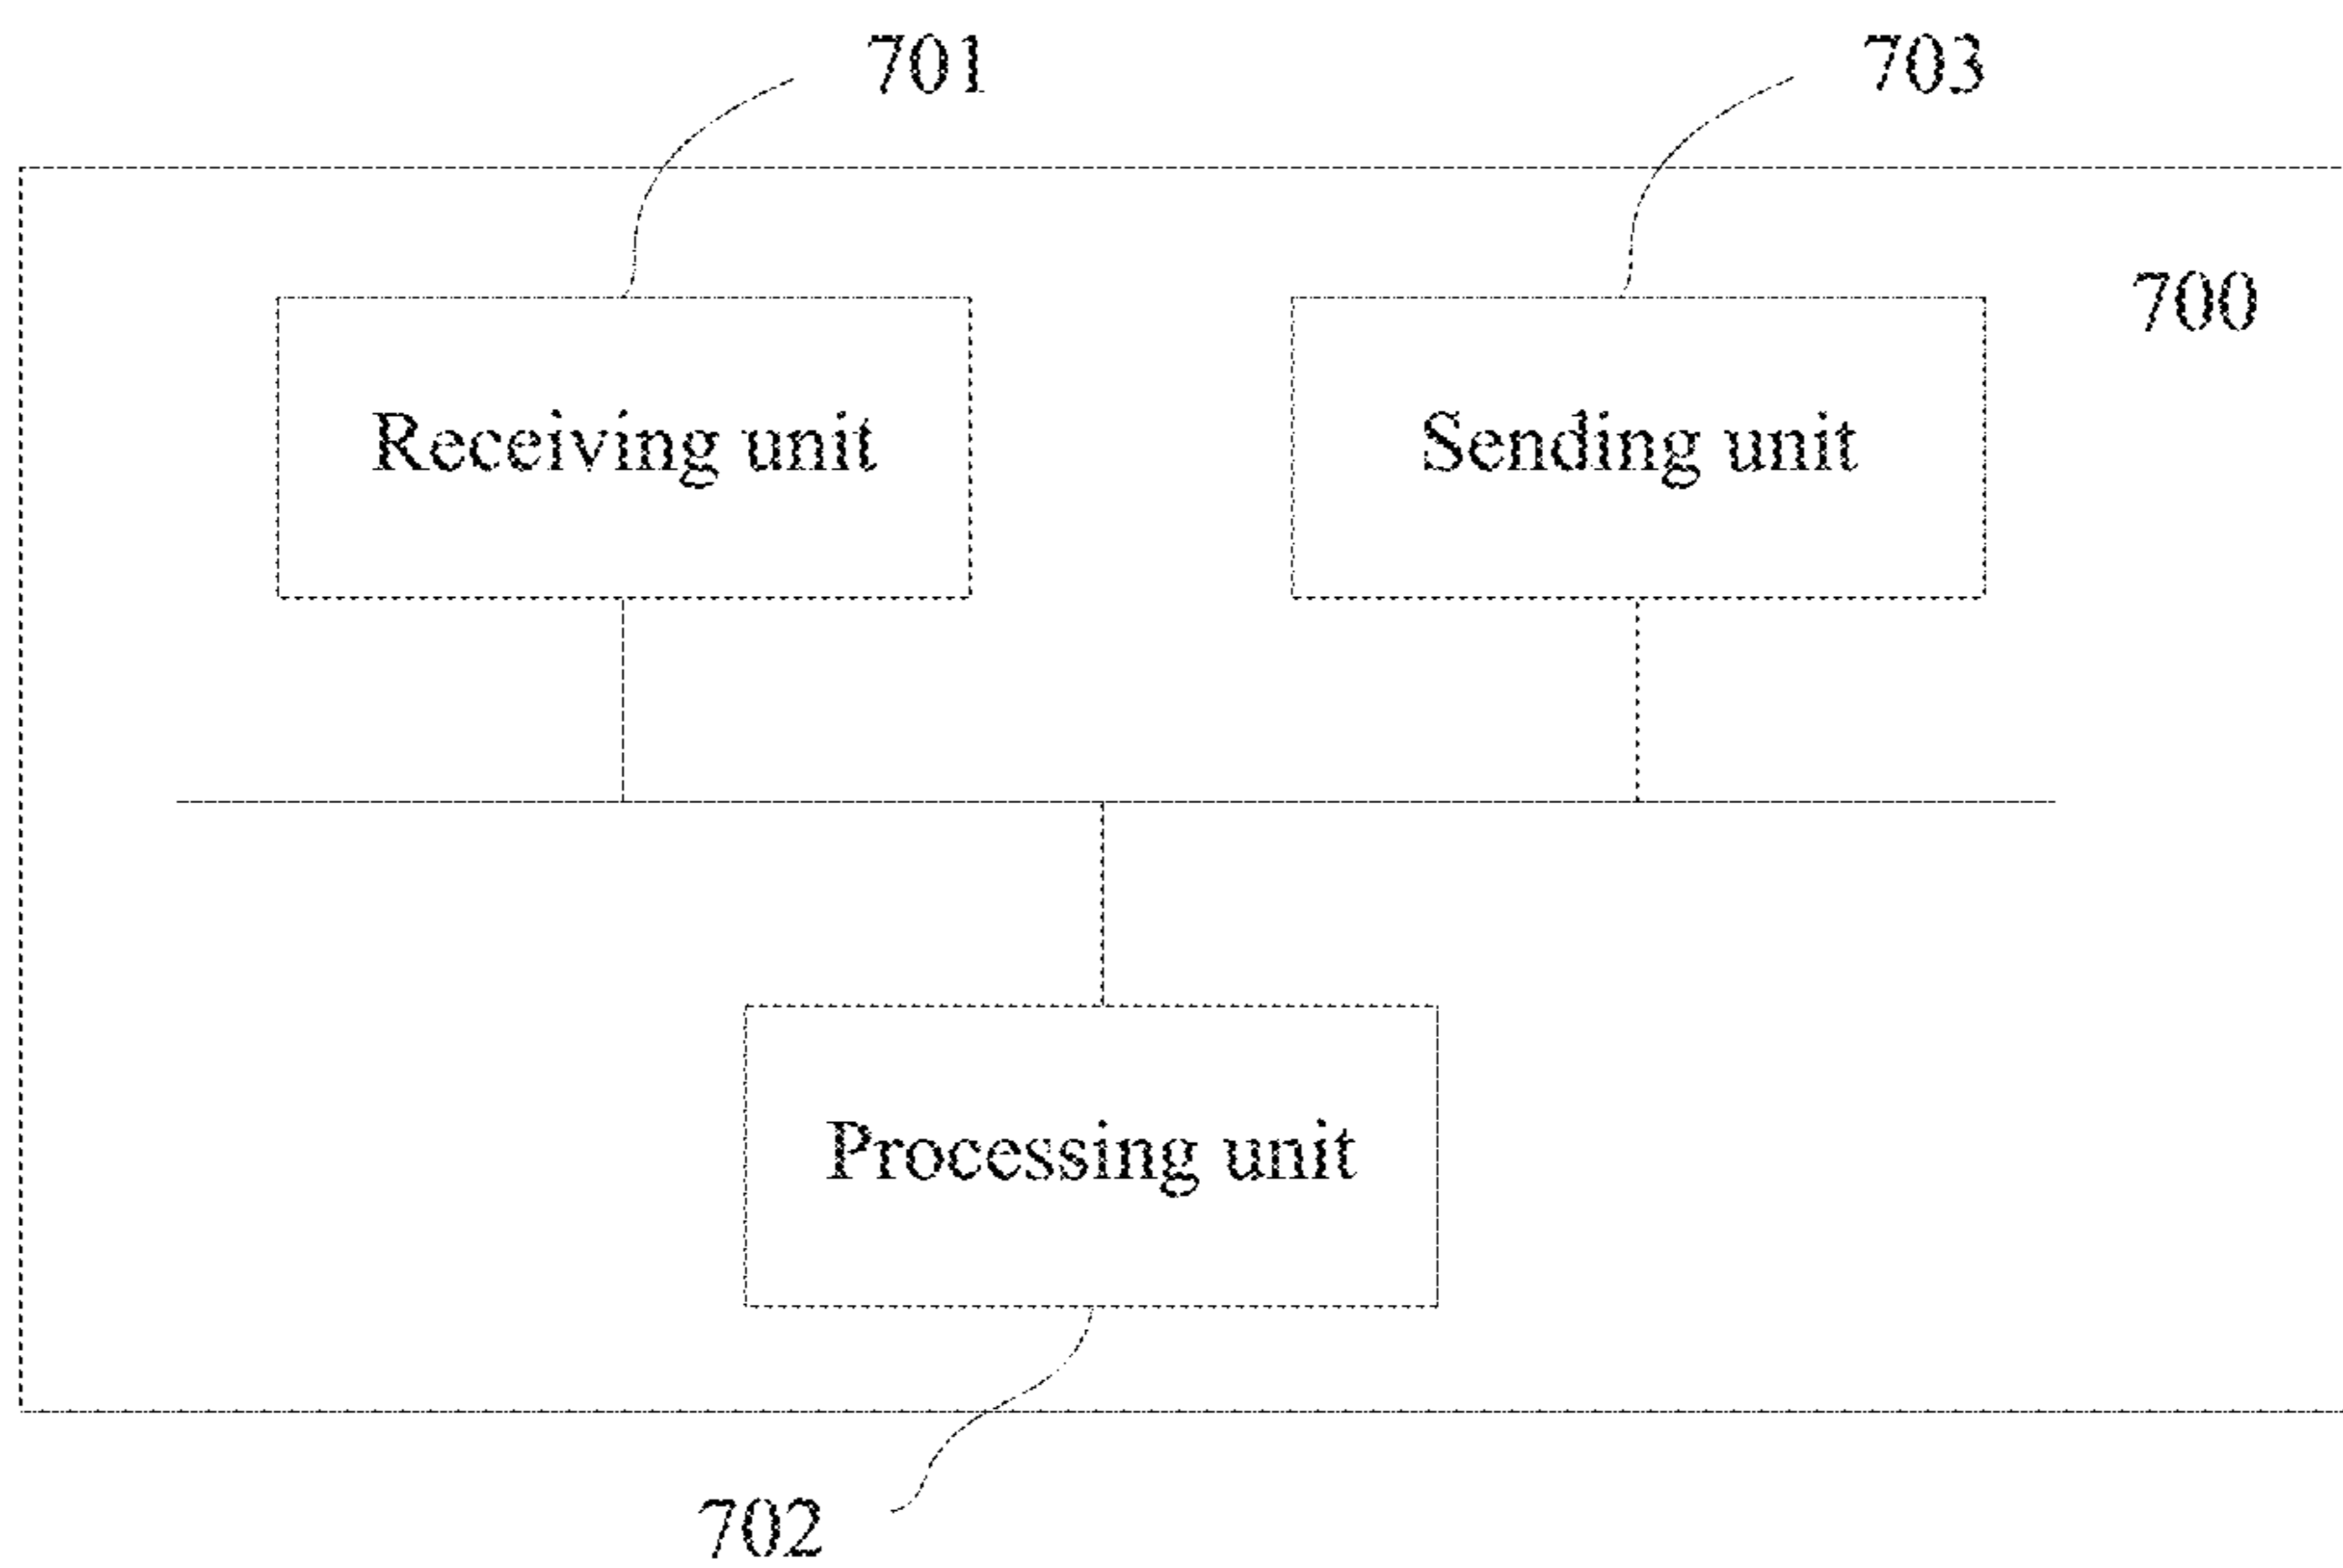 701
703
700
Receiving unit
Sending unit
Processing unit
702